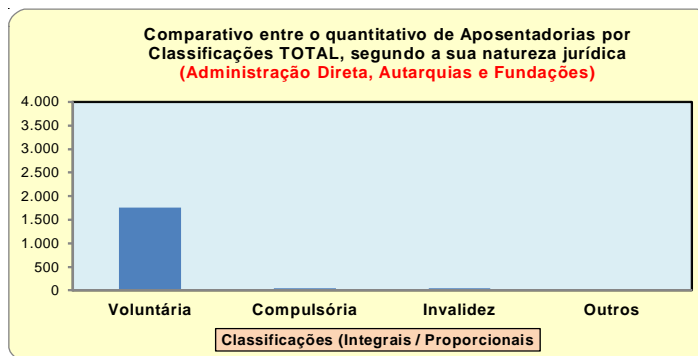 Comparativo entre o quantitativo de Aposentadorias por
Classificações TOTAL, segundo a sua natureza jurídica
(Administração Direta, Autarquias e Fundações)
4.000
3.500
3.000
2.500
2.000
1.500
1.000
500
0
Voluntária Compulsória Invalidez Outros
Classificações (Integrais / Proporcionais